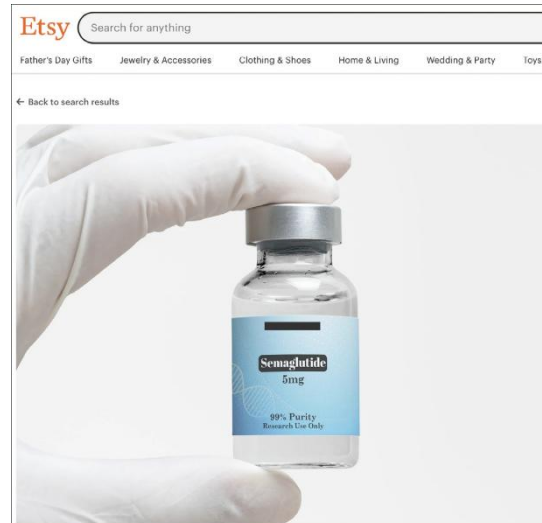 Etsy
Search for anything
Father's Day Gifts Jewelry & Accessories Clothing & Shoes Home & Living Wedding & Party Toys
← Back to search results
Semaglutide
5mg
99% Purity
Research Use Only